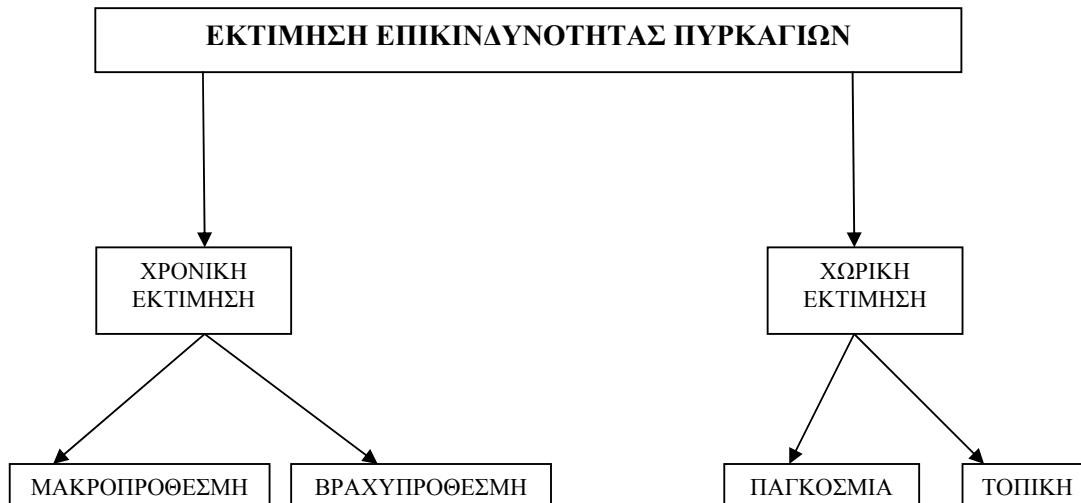 ΕΚΤΙΜΗΣΗ ΕΠΙΚΙΝΔΥΝΟΤΗΤΑΣ ΠΥΡΚΑΓΙΩΝ
ΧΡΟΝΙΚΗ
ΕΚΤΙΜΗΣΗ
ΧΩΡΙΚΗ
ΕΚΤΙΜΗΣΗ
ΜΑΚΡΟΠΡΟΘΕΣΜΗ
ΒΡΑΧΥΠΡΟΘΕΣΜΗ
ΠΑΓΚΟΣΜΙΑ
ΤΟΠΙΚΗ